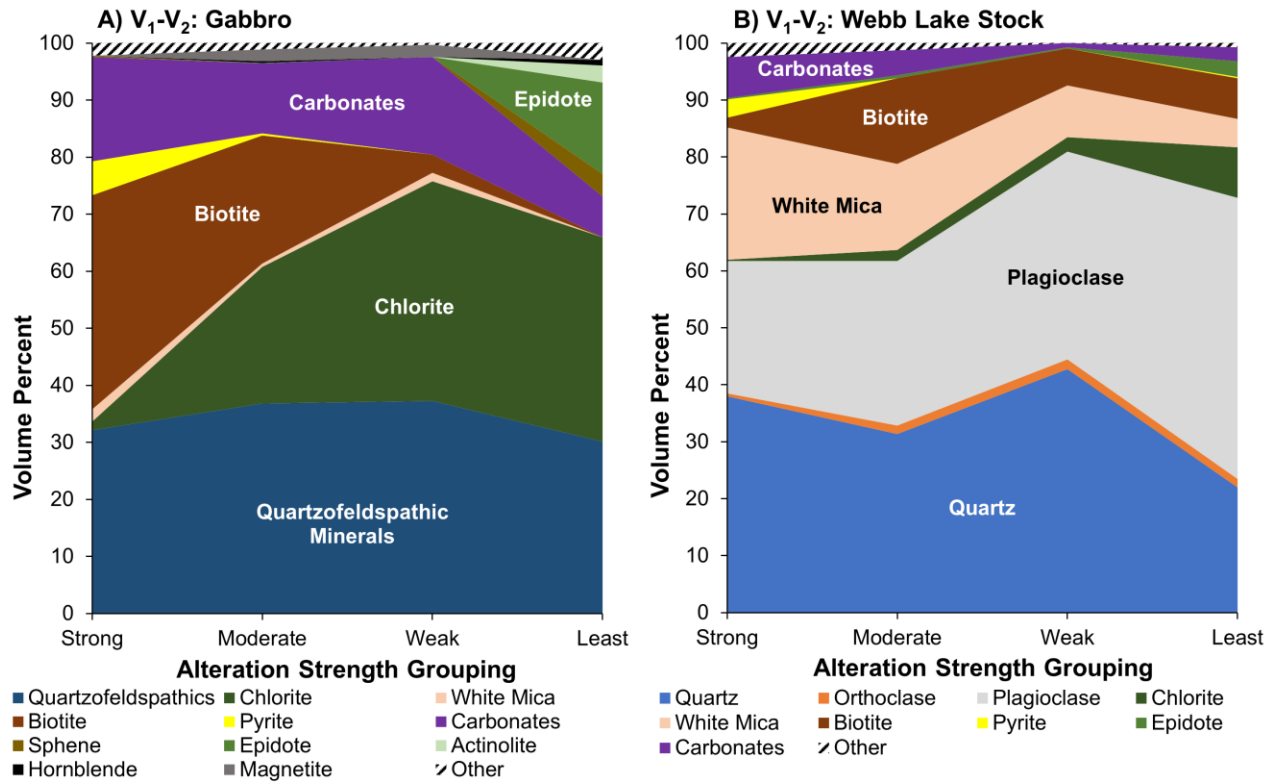 A) V₁-V₂: Gabbro
100
90
80
70
60
50
40
30
20
10
0
Volume Percent
Carbonates
Epidote
Biotite
Chlorite
Quartzofeldspathic
Minerals
Strong Moderate Weak Least
Alteration Strength Grouping
Quartzofeldspathics Chlorite White Mica
Biotite Pyrite Carbonates
Sphene Epidote Actinolite
Hornblende Magnetite Other
B) V₁-V₂: Webb Lake Stock
100
90
80
70
60
50
40
30
20
10
0
Volume Percent
Carbonates
Biotite
White Mica
Plagioclase
Quartz
Strong Moderate Weak Least
Alteration Strength Grouping
Quartz Orthoclase Plagioclase Chlorite
White Mica Biotite Pyrite Epidote
Carbonates Other